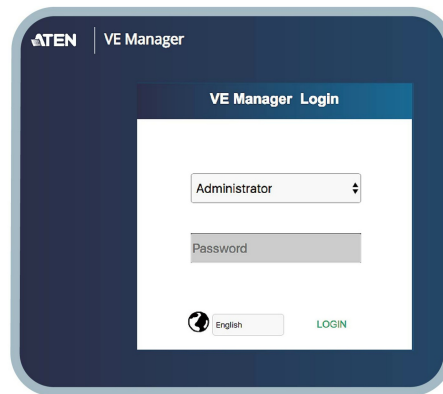 ATEN VE Manager
VE Manager Login
Administrator
Password
English LOGIN